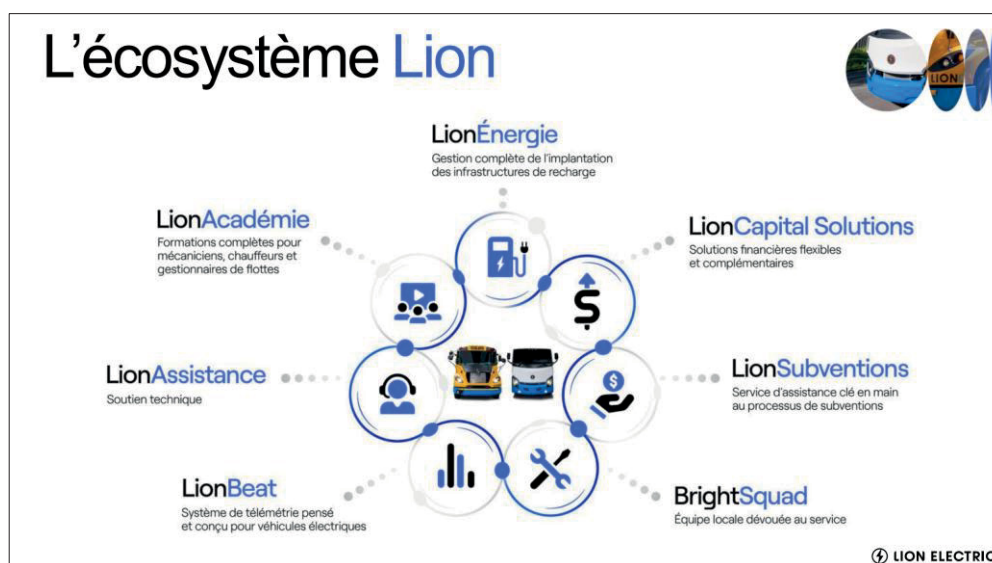 L'écosystème Lion
LION
LionÉnergie
Gestion complète de l'implantation
des infrastructures de recharge
LionAcadémie
Formations complètes pour
mécaniciens, chauffeurs et
gestionnaires de flottes
LionCapital Solutions
Solutions financières flexibles
et complémentaires
LionAssistance
Soutien technique
LionSubventions
Service d'assistance clé en main
au processus de subventions
LionBeat
Système de télémétrie pensé
et conçu pour véhicules électriques
BrightSquad
Équipe locale dévouée au service
LION ELECTRIC